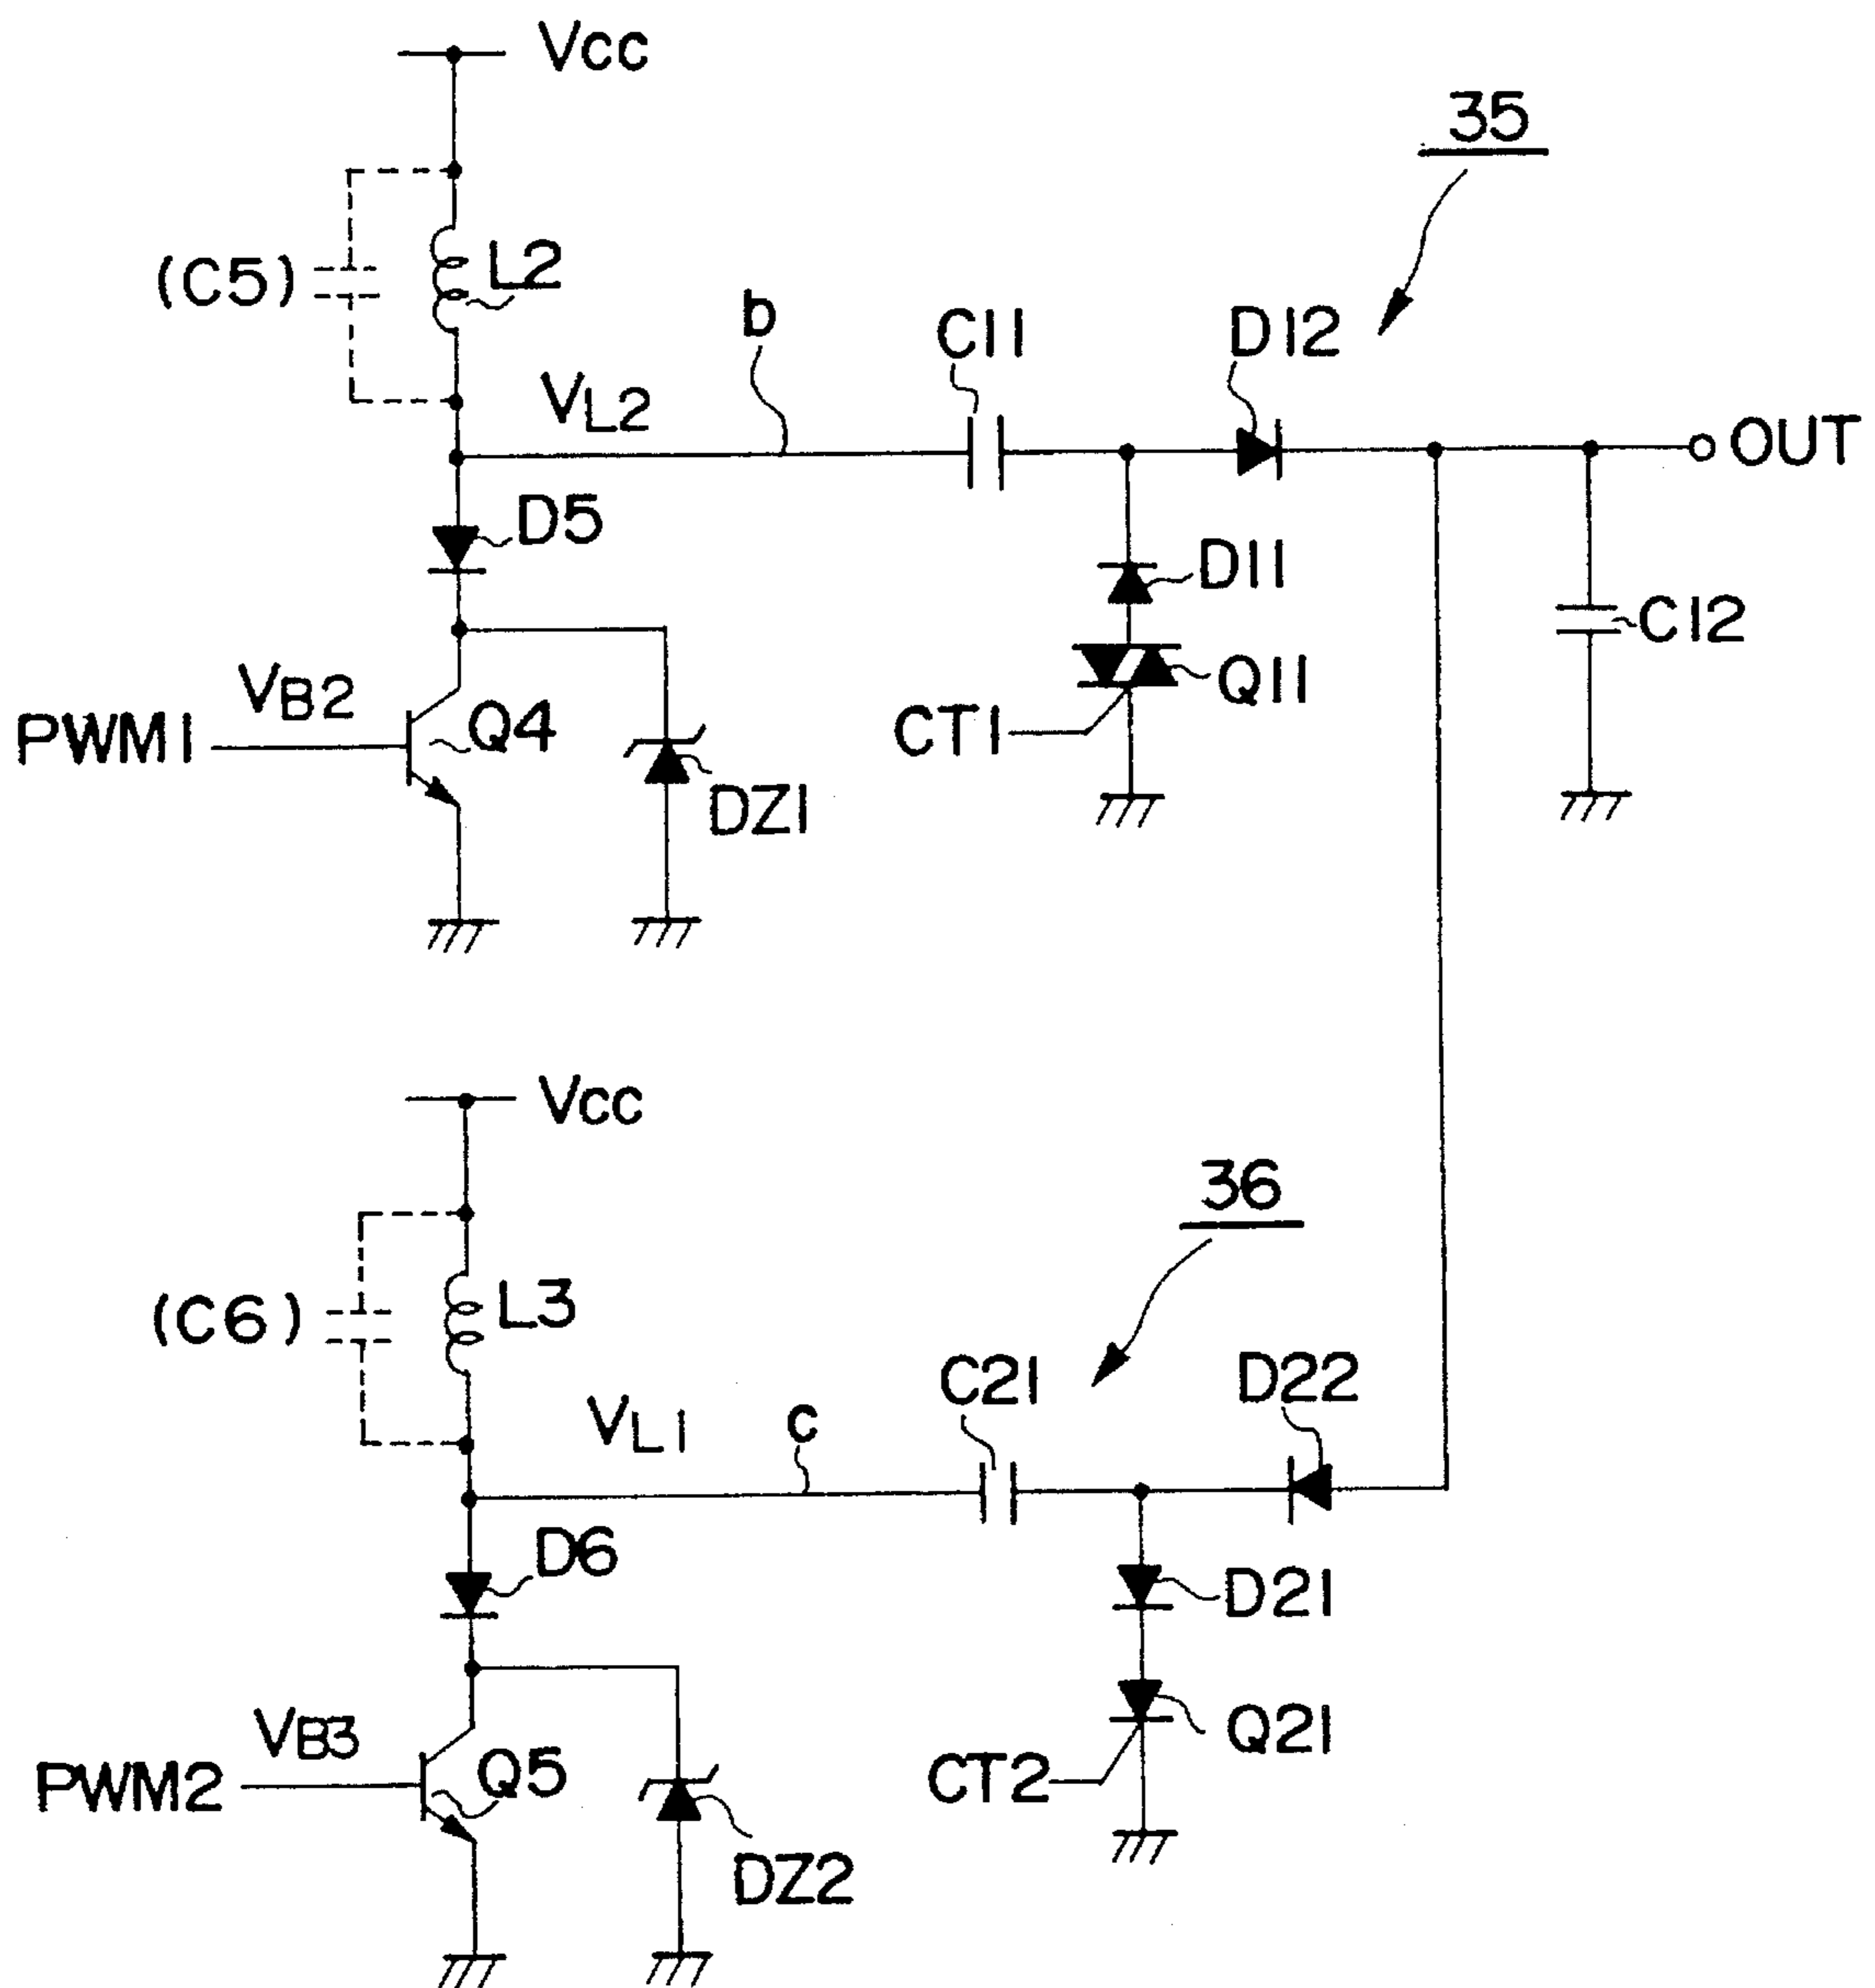 Vcc
35
(C5)
L2
b
C11
D12
VL2
OUT
D5
D11
C12
VB2
Q11
PWM1
Q4
CT1
DZ1
Vcc
36
(C6)
L3
C21
D22
VL1
c
D6
D21
VB3
Q21
PWM2
Q5
CT2
DZ2